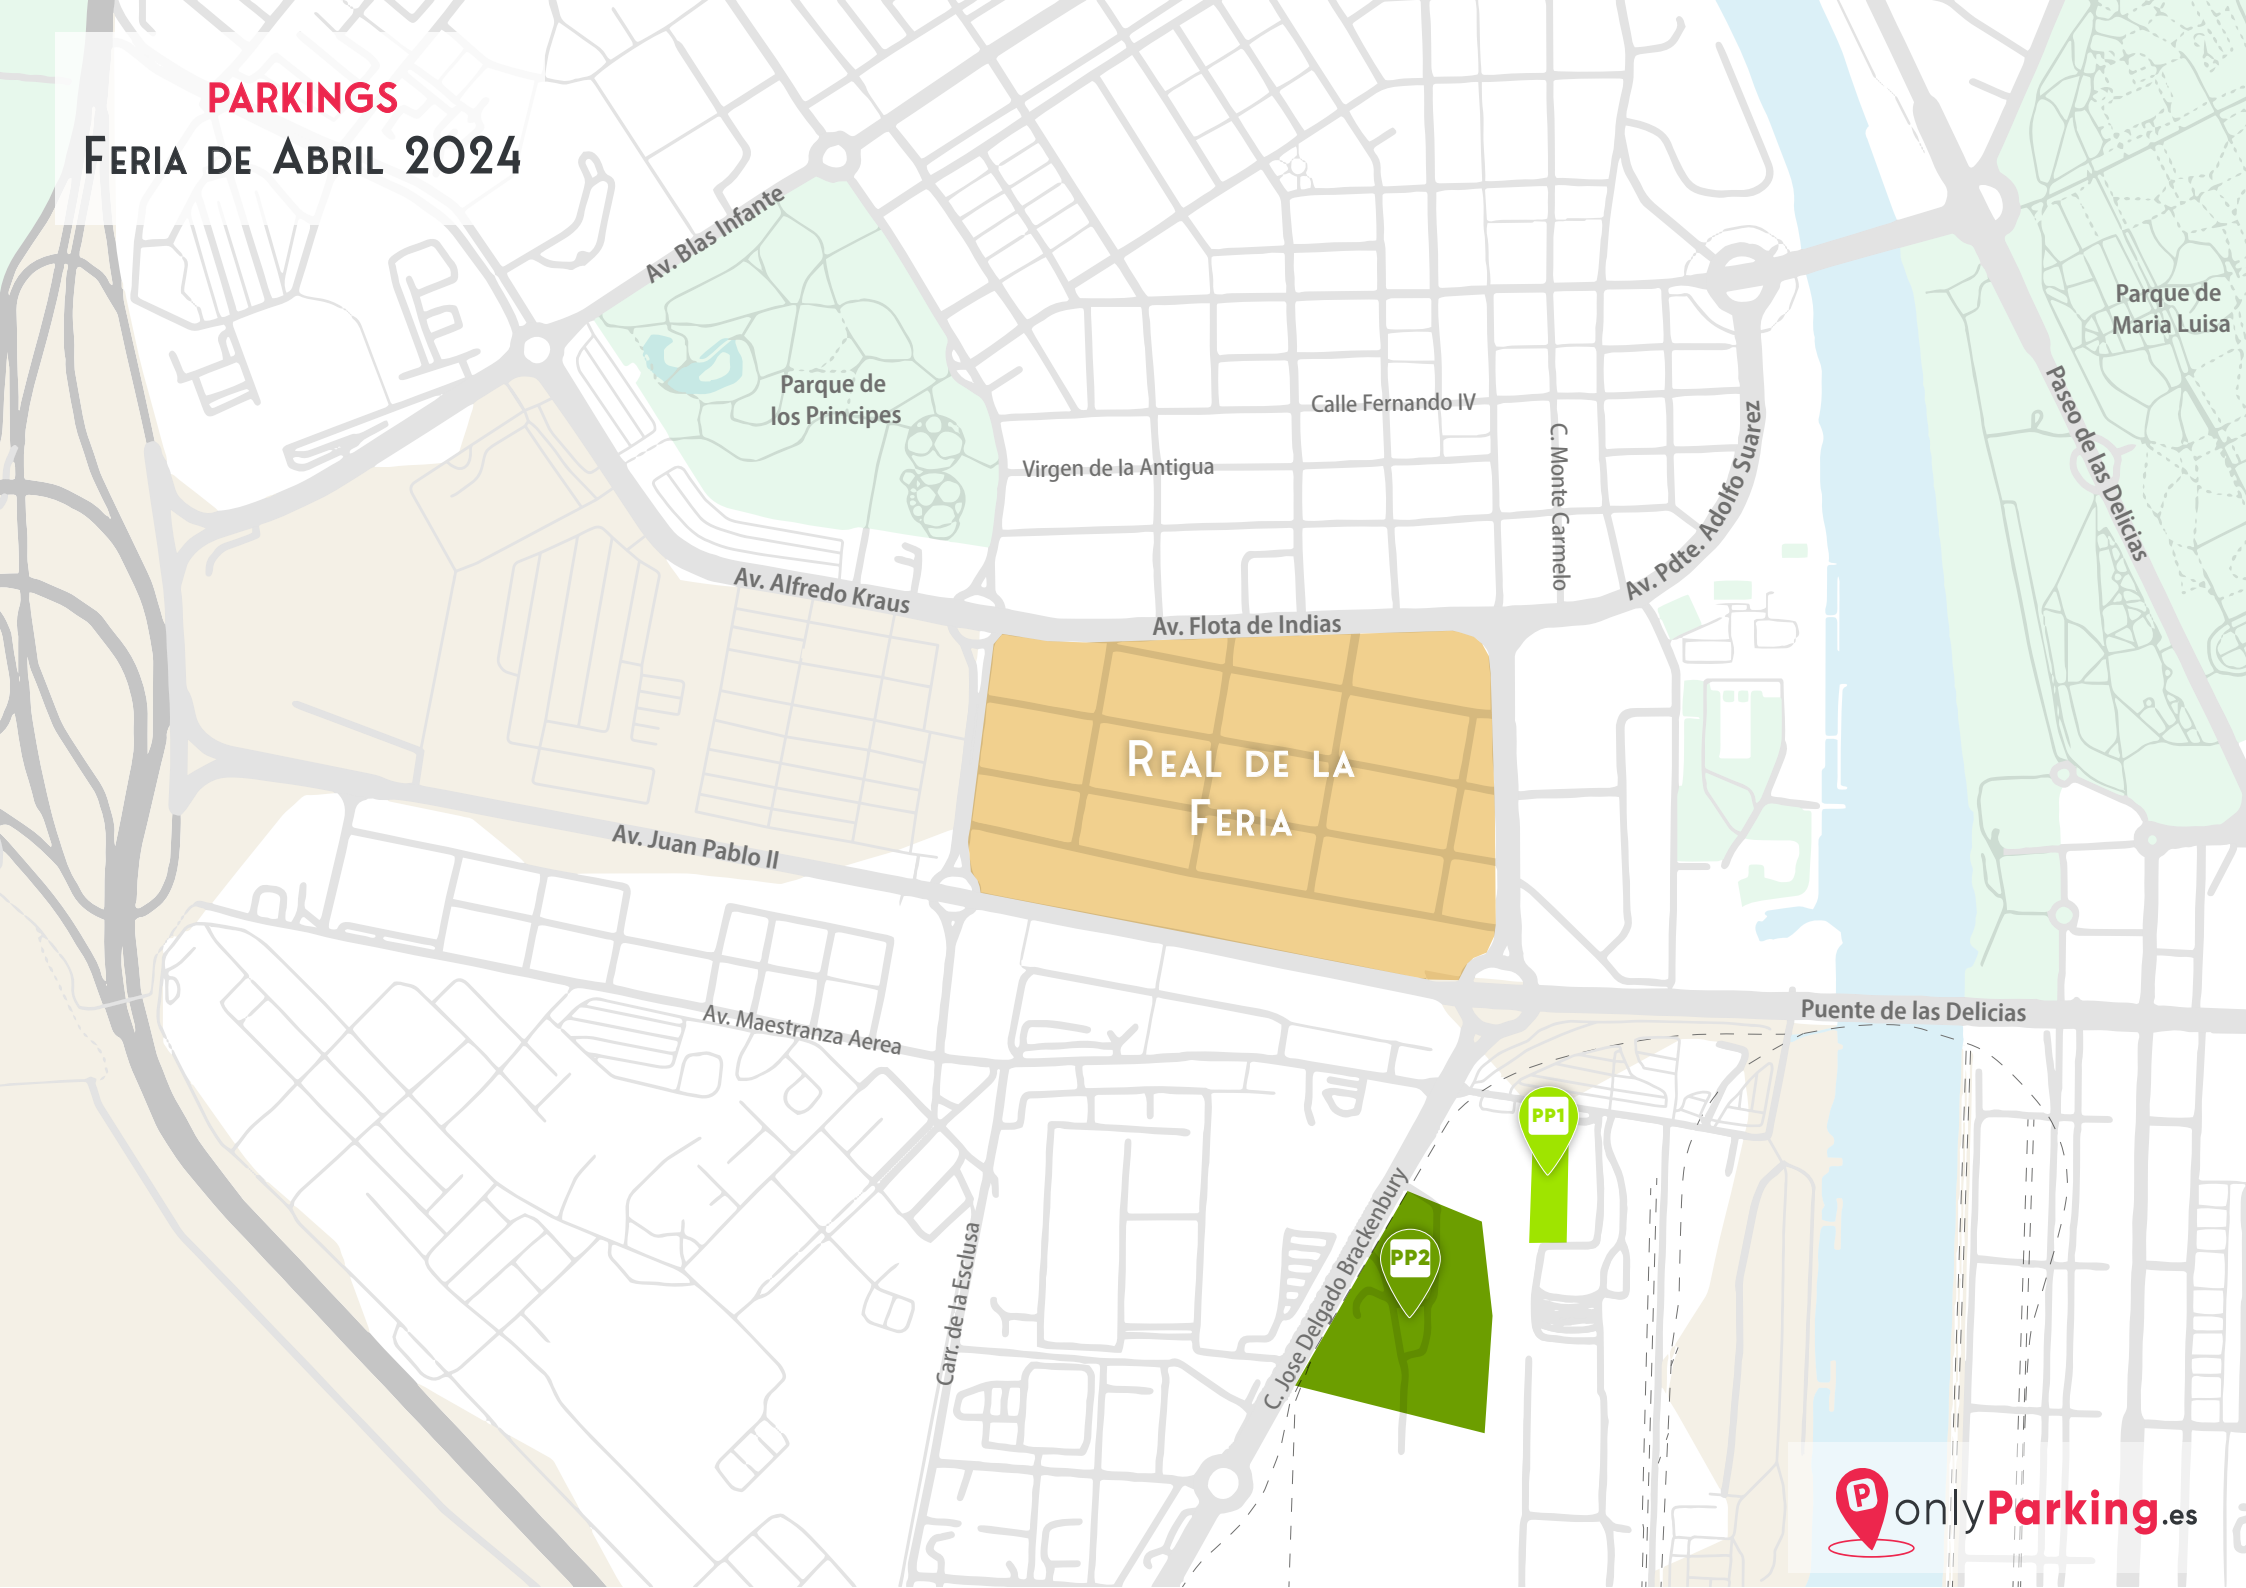 PARKINGS
FERIA DE ABRIL 2024
Av. Blas Infante
Parque de
los Principes
Parque de
Maria Luisa
Calle Fernando IV
Virgen de la Antigua
C. Monte Carmelo
Av. Pdte. Adolfo Suarez
Paseo de las Delicias
Av. Alfredo Kraus
Av. Flota de Indias
REAL DE LA
FERIA
Av. Juan Pablo II
Av. Maestranza Aerea
Puente de las Delicias
PP1
PP2
C. Jose Delgado Brackenbury
Carr. de la Esclusa
P onlyParking.es